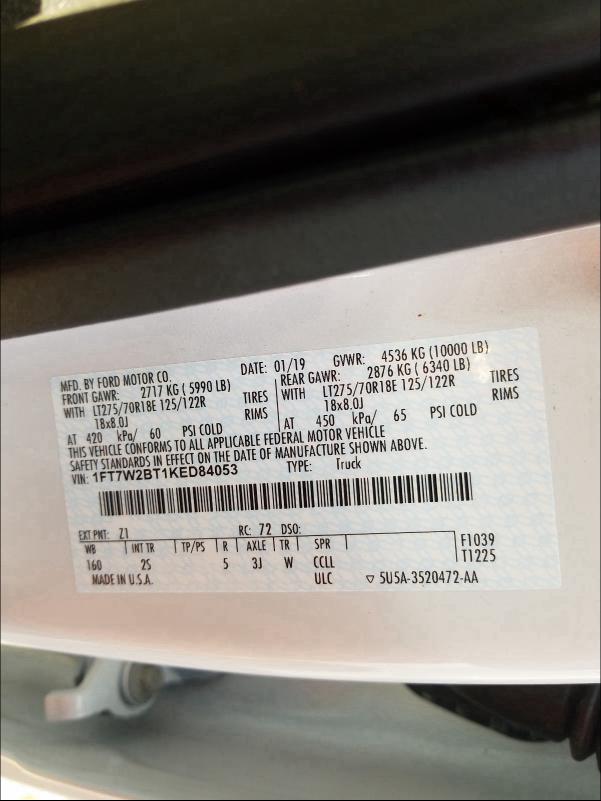 MFD. BY FORD MOTOR CO. DATE: 01/19 GVWR: 4536 KG (10000 LB)
FRONT GAWR: 2717 KG ( 5990 LB) REAR GAWR: 2876 KG ( 6340 LB)
WITH LT275/70R18E 125/122R TIRES WITH LT275/70R18E 125/122R TIRES
18x8.0J RIMS 18x8.0J RIMS
AT 420 kPa/ 60 PSI COLD AT 450 kPa/ 65 PSI COLD
THIS VEHICLE CONFORMS TO ALL APPLICABLE FEDERAL MOTOR VEHICLE
SAFETY STANDARDS IN EFFECT ON THE DATE OF MANUFACTURE SHOWN ABOVE.
VIN: 1FT7W2BT1KED84053 TYPE: Truck
EXT PNT: Z1 RC: 72 DSO:
WB INT TR TP/PS R AXLE TR SPR F1039
160 2S 5 3J W CCLL T1225
MADE IN U.S.A. ULC ▽ 5U5A-3520472-AA